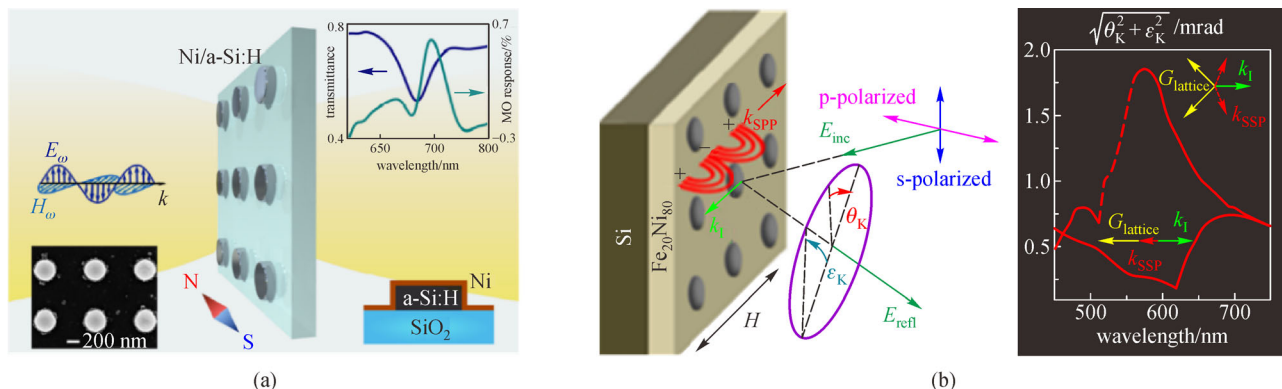 Ni/a-Si:H
0.8
0.7
transmittance
MO response/%
0.4
−0.3
650
700
800
wavelength/nm
E_ω
H_ω
k
200 nm
N
S
Ni
a-Si:H
SiO₂
(a)
Si
Fe₂₀Ni₈₀
+
−
+
k_SPP
k_I
H
E_inc
p-polarized
s-polarized
θ_K
ε_K
E_refl
√θ_K²+ε_K² /mrad
2.0
1.5
1.0
0.5
G_lattice
k_I
k_SSP
G_lattice
k_I
k_SSP
500
600
700
wavelength/nm
(b)